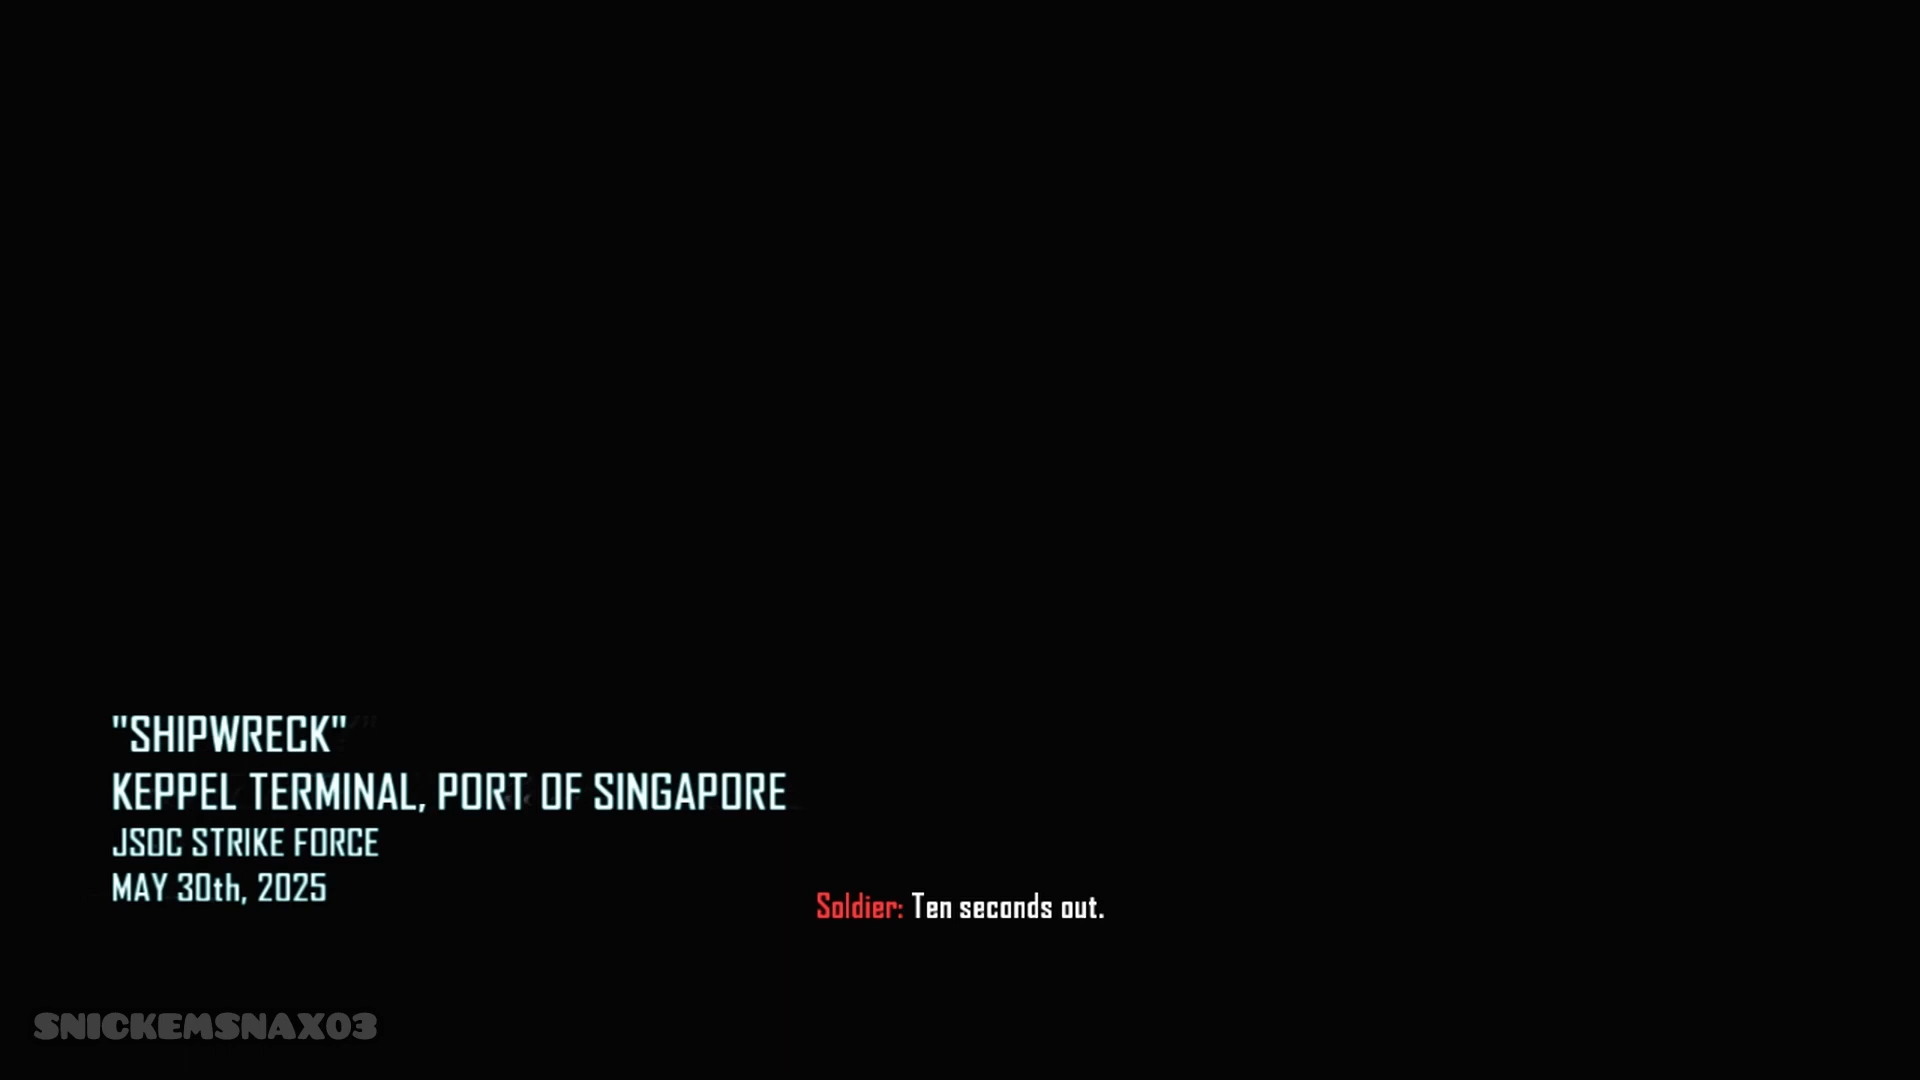 "SHIPWRECK"
KEPPEL TERMINAL, PORT OF SINGAPORE
JSOC STRIKE FORCE
MAY 30th, 2025
Soldier: Ten seconds out.
SNICKEMSNAX03